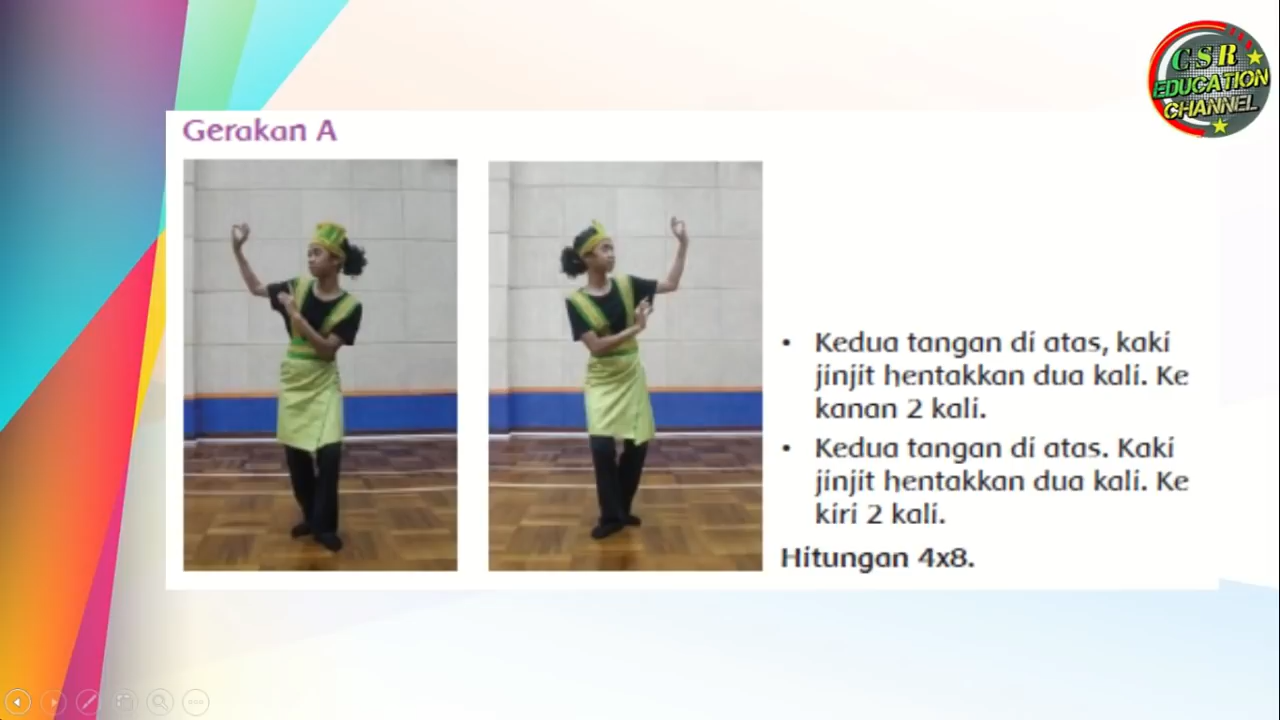 CSR
EDUCATION
CHANNEL
Gerakan A
• Kedua tangan di atas, kaki
jinjit hentakkan dua kali. Ke
kanan 2 kali.
• Kedua tangan di atas. Kaki
jinjit hentakkan dua kali. Ke
kiri 2 kali.
Hitungan 4x8.